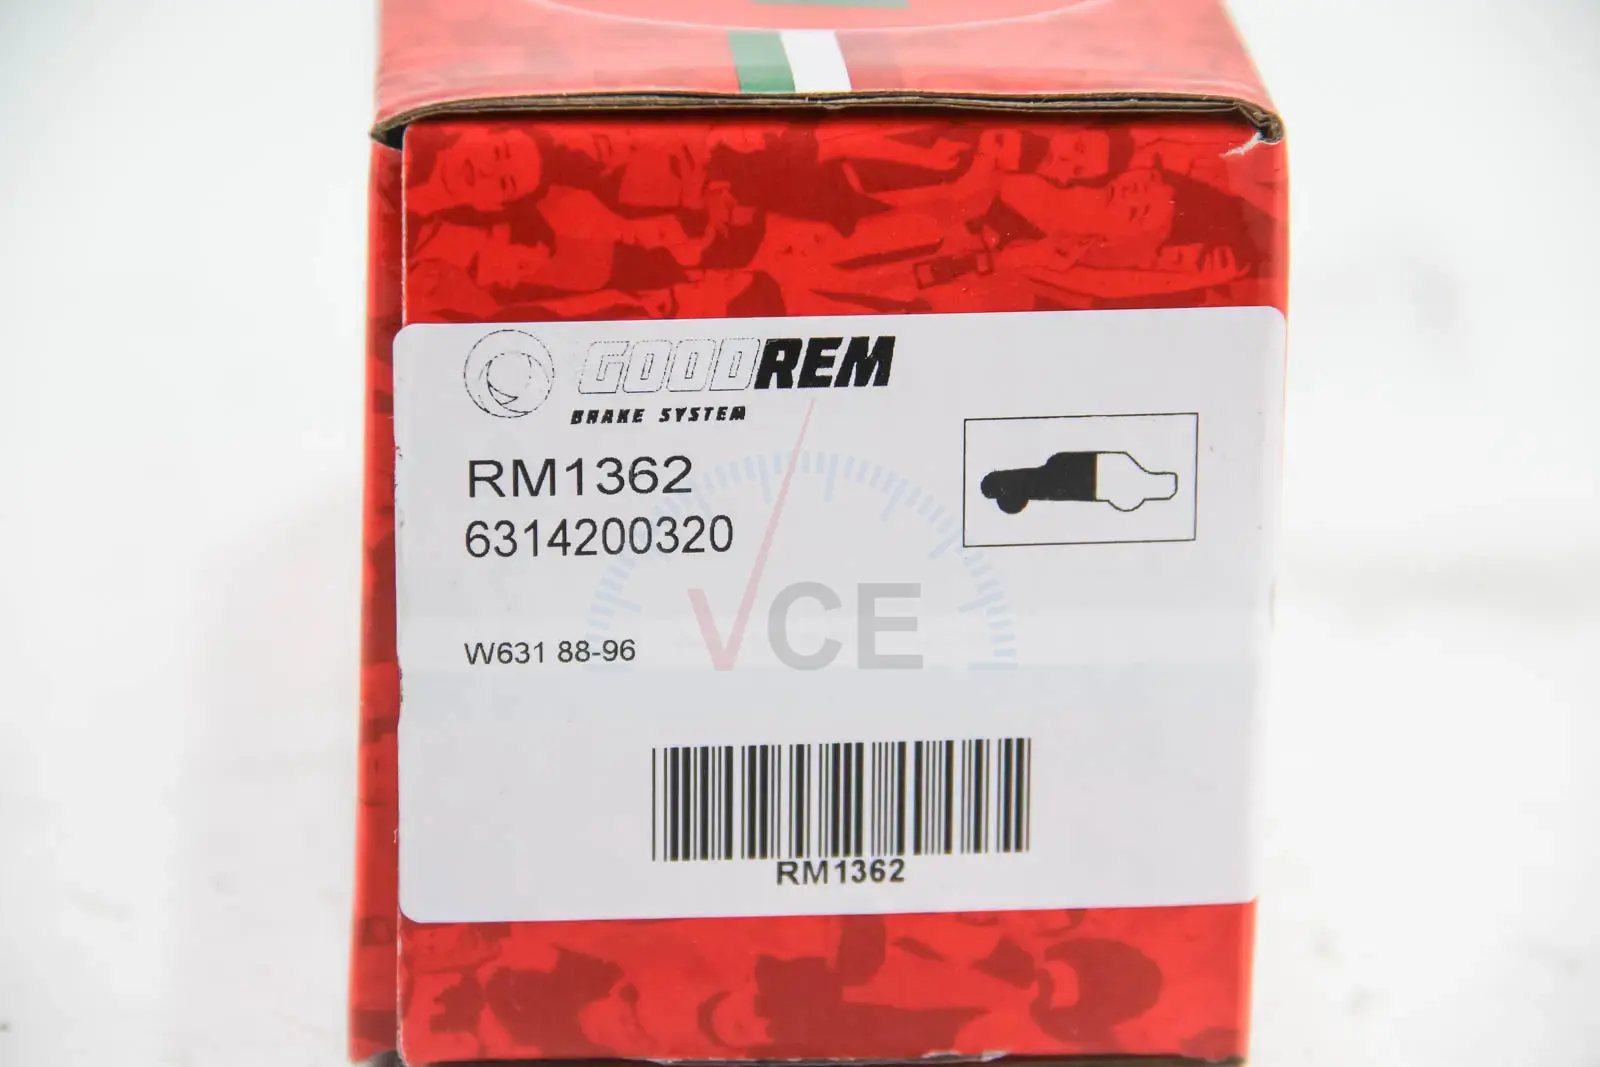 GOODREM
BRAKE SYSTEM
RM1362
6314200320
VCE
W631 88-96
RM1362